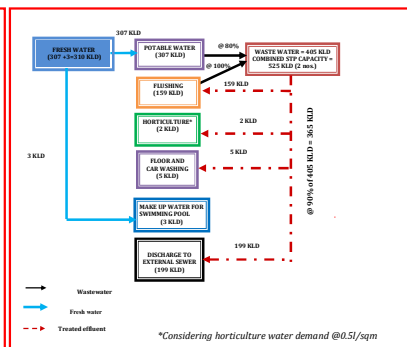 307 KLD
FRESH WATER
(307 +3=310 KLD)
POTABLE WATER
(307 KLD)
@ 80%
WASTE WATER = 405 KLD
COMBINED STP CAPACITY =
525 KLD (2 nos.)
@ 100%
FLUSHING
(159 KLD)
159 KLD
HORTICULTURE*
(2 KLD)
2 KLD
3 KLD
FLOOR AND
CAR WASHING
(5 KLD)
5 KLD
@ 90% of 405 KLD = 365 KLD
MAKE UP WATER FOR
SWIMMING POOL
(3 KLD)
DISCHARGE TO
EXTERNAL SEWER
(199 KLD)
199 KLD
Wastewater
Fresh water
Treated effluent
*Considering horticulture water demand @0.5l/sqm